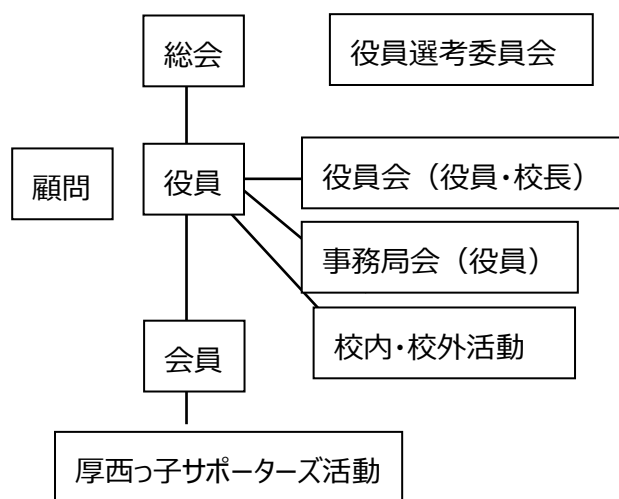 総会
役員選考委員会
顧問
役員
役員会（役員・校長）
事務局会（役員）
校内・校外活動
会員
厚西っ子サポーターズ活動